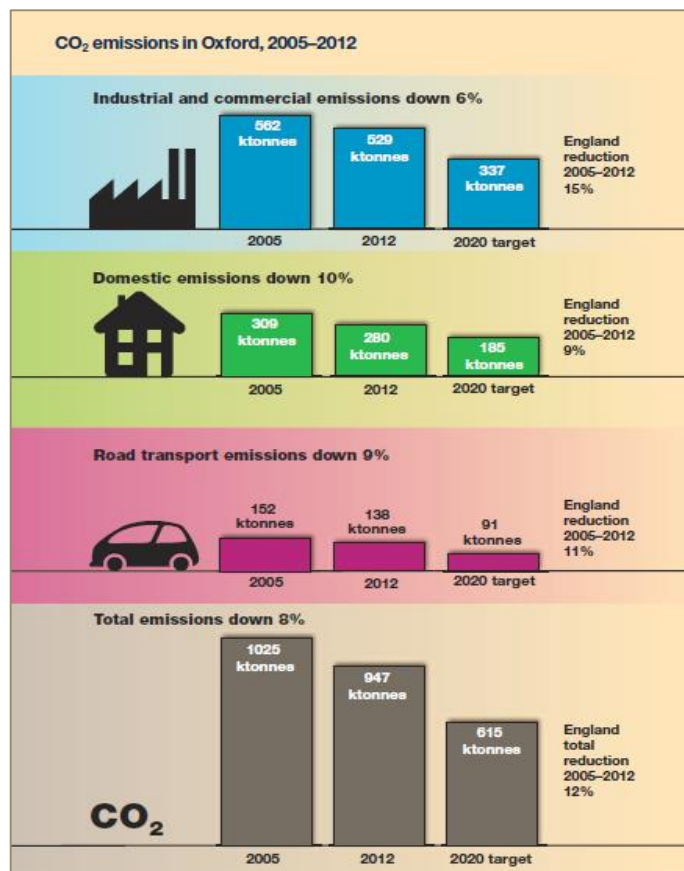 CO₂ emissions in Oxford, 2005–2012
Industrial and commercial emissions down 6%
562
ktonnes
529
ktonnes
337
ktonnes
England
reduction
2005–2012
15%
2005
2012
2020 target
Domestic emissions down 10%
309
ktonnes
280
ktonnes
185
ktonnes
England
reduction
2005–2012
9%
2005
2012
2020 target
Road transport emissions down 9%
152
ktonnes
138
ktonnes
91
ktonnes
England
reduction
2005–2012
11%
2005
2012
2020 target
Total emissions down 8%
1025
ktonnes
947
ktonnes
615
ktonnes
England
total
reduction
2005–2012
12%
CO₂
2005
2012
2020 target